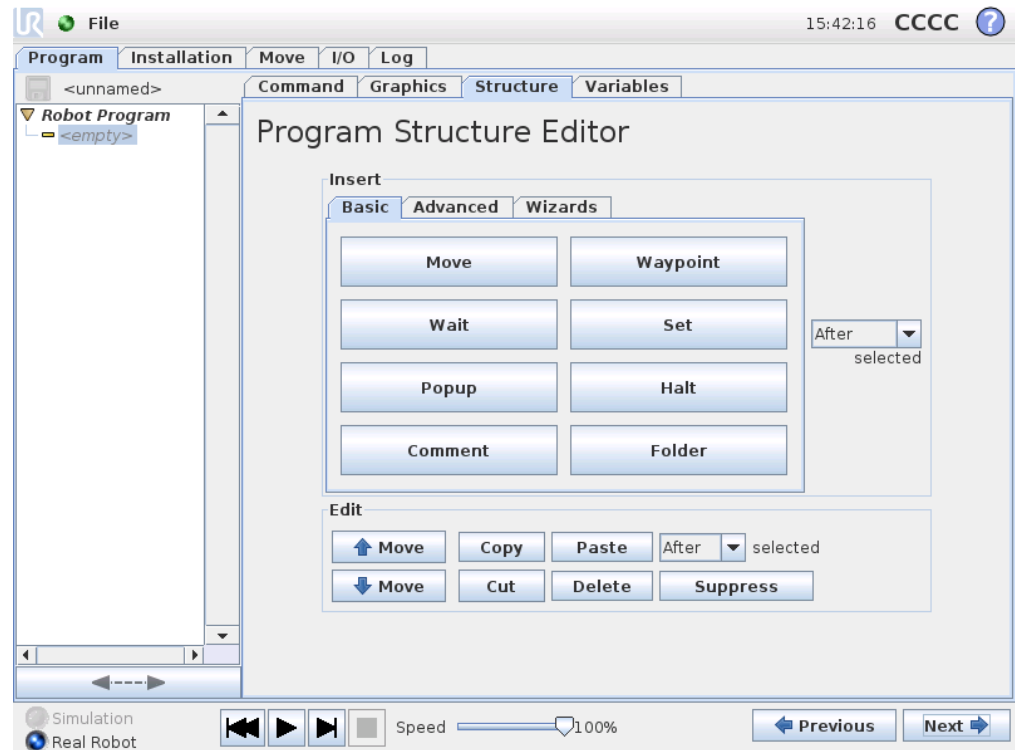 UR File 15:42:16 CCCC ?
Program Installation Move I/O Log
<unnamed> Command Graphics Structure Variables
Robot Program
<empty>
Program Structure Editor
Insert
Basic Advanced Wizards
Move Waypoint
Wait Set
After
selected
Popup Halt
Comment Folder
Edit
Move Copy Paste After selected
Move Cut Delete Suppress
Simulation
Real Robot
Speed 100% Previous Next